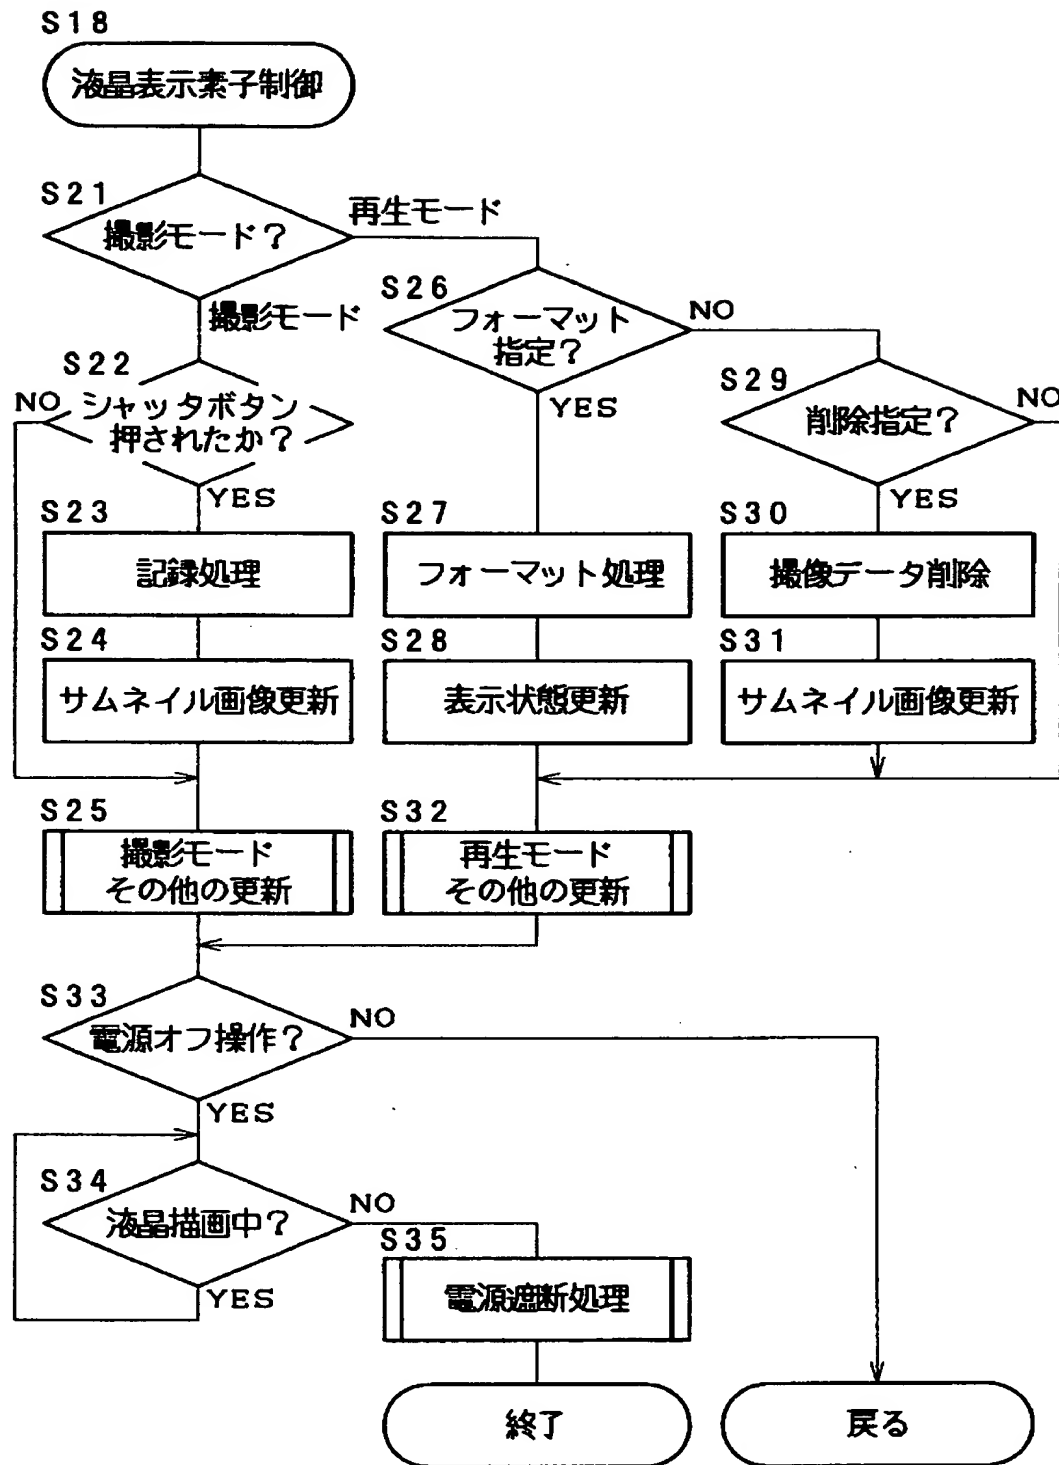 S18
液晶表示素子制御
S21
撮影モード？
再生モード
撮影モード
S26
フォーマット
指定？
NO
YES
S22
シャッタボタン
押されたか？
NO
YES
S29
削除指定？
NO
YES
S23
記録処理
S27
フォーマット処理
S30
撮像データ削除
S24
サムネイル画像更新
S28
表示状態更新
S31
サムネイル画像更新
S25
撮影モード
その他の更新
S32
再生モード
その他の更新
S33
電源オフ操作？
NO
YES
S34
液晶描画中？
NO
YES
S35
電源遮断処理
終了
戻る